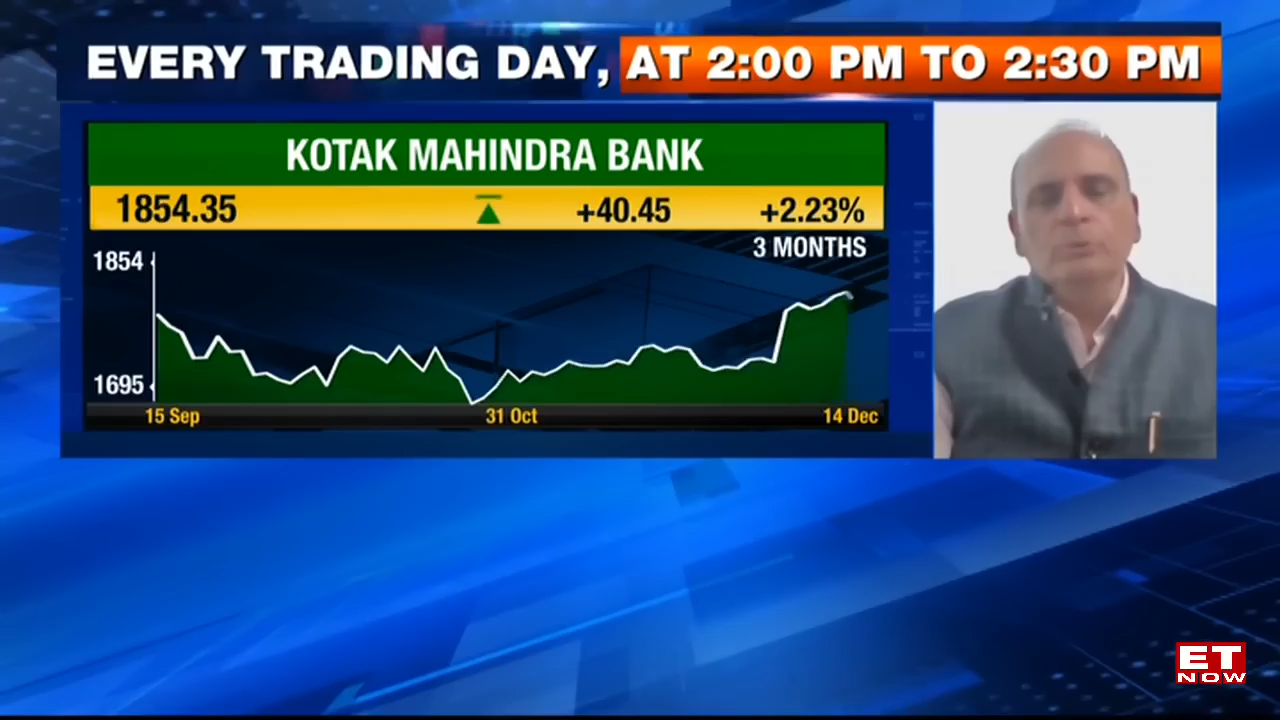 EVERY TRADING DAY, AT 2:00 PM TO 2:30 PM
KOTAK MAHINDRA BANK
1854.35 +40.45 +2.23%
3 MONTHS
1854
1695
15 Sep 31 Oct 14 Dec
ET
NOW